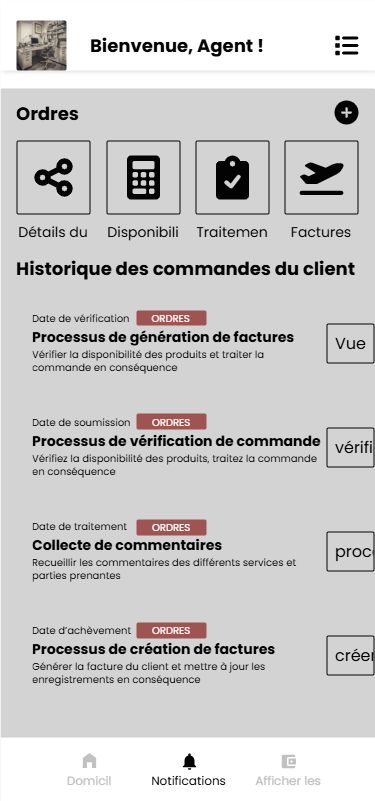 Bienvenue, Agent !
Ordres
Détails du
Disponibili
Traitemen
Factures
Historique des commandes du client
Date de vérification
ORDRES
Processus de génération de factures
Vérifier la disponibilité des produits et traiter la
commande en conséquence
Vue
Date de soumission
ORDRES
Processus de vérification de commande
Vérifiez la disponibilité des produits, traitez la commande
en conséquence
vérifi
Date de traitement
ORDRES
Collecte de commentaires
Recueillir les commentaires des différents services et
parties prenantes
proc
Date d'achèvement
ORDRES
Processus de création de factures
Générer la facture du client et mettre à jour les
enregistrements en conséquence
créer
Domicil
Notifications
Afficher les